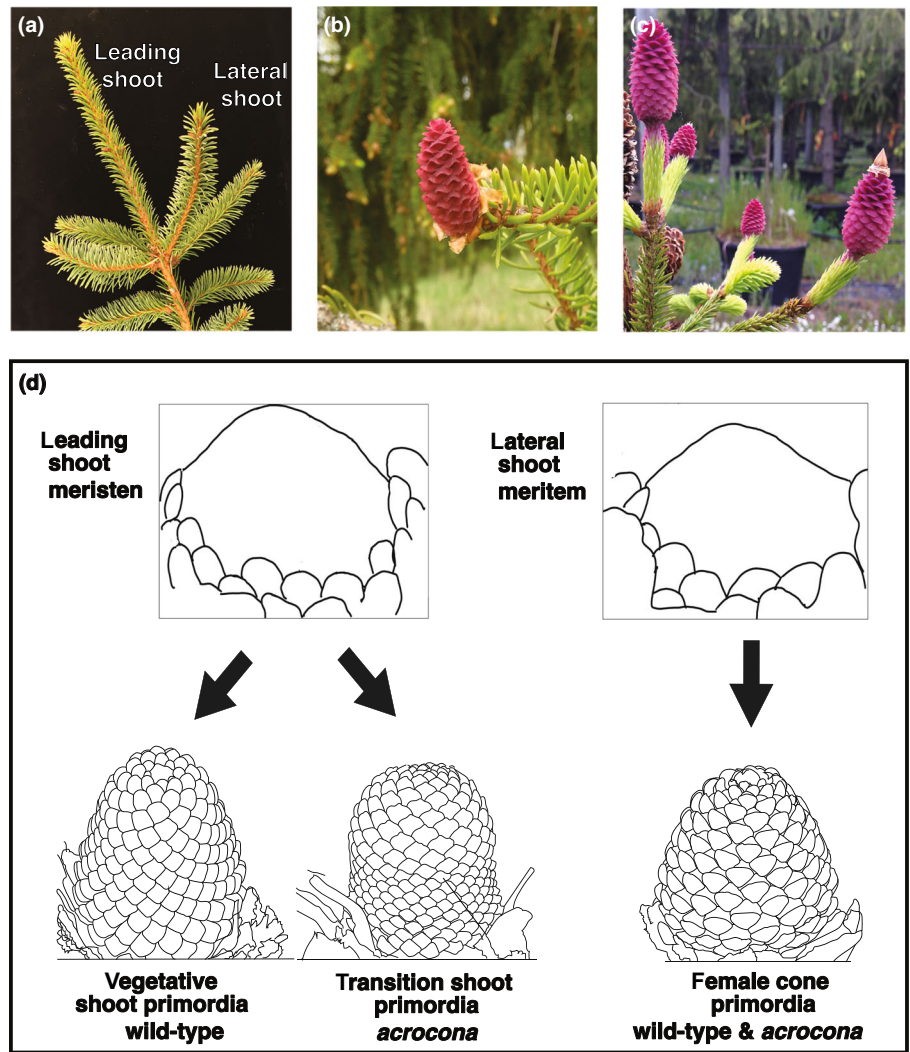 (a)
Leading
shoot
Lateral
shoot
(b)
(c)
(d)
Leading
shoot
meristen
Lateral
shoot
meritem
Vegetative
shoot primordia
wild-type
Transition shoot
primordia
acrocona
Female cone
primordia
wild-type & acrocona